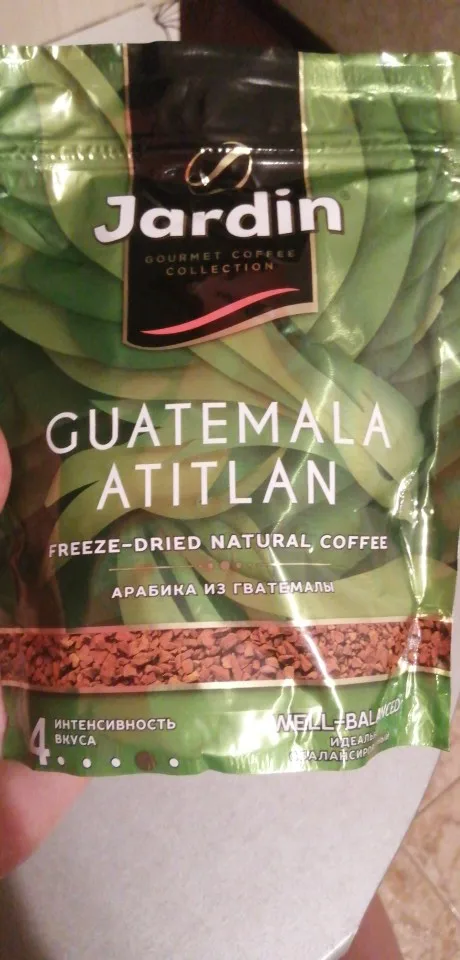 Jardin
GOURMET COFFEE
COLLECTION
GUATEMALA
ATITLAN
FREEZE-DRIED NATURAL COFFEE
АРАБИКА ИЗ ГВАТЕМАЛЫ
4 ИНТЕНСИВНОСТЬ
ВКУСА
WELL-BALANCED